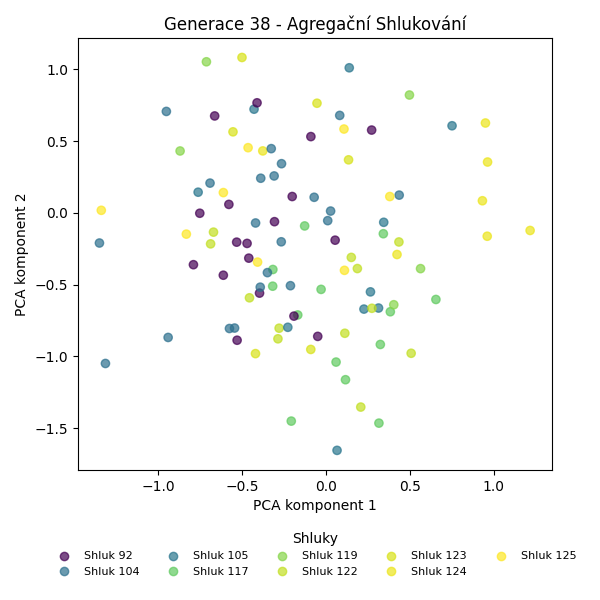 Generace 38 - Agregační Shlukování
1.0
0.5
0.0
−0.5
−1.0
−1.5
PCA komponent 2
−1.0 −0.5 0.0 0.5 1.0
PCA komponent 1
Shluky
Shluk 92 Shluk 105 Shluk 119 Shluk 123 Shluk 125
Shluk 104 Shluk 117 Shluk 122 Shluk 124